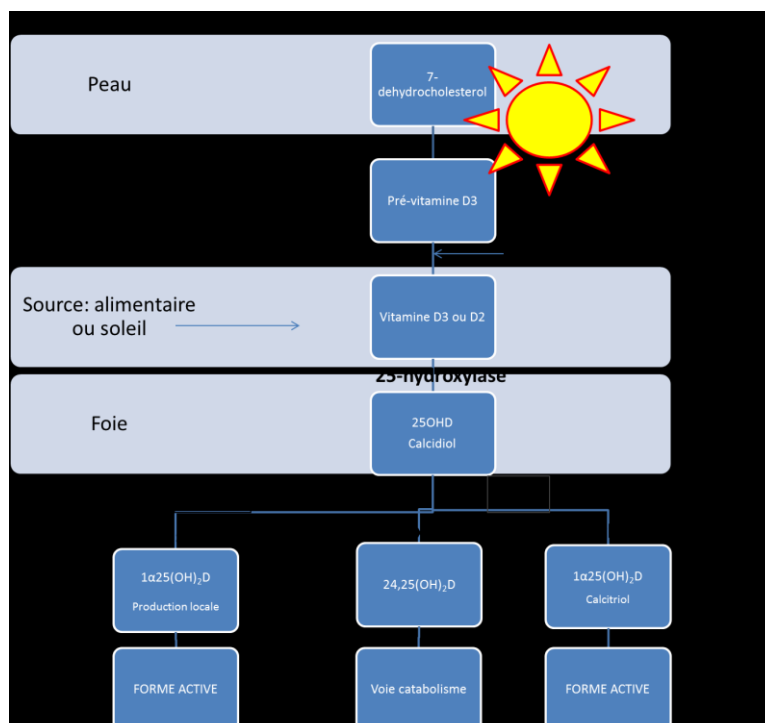 Peau
7-
dehydrocholesterol
Pré-vitamine D3
Source: alimentaire
ou soleil
Vitamine D3 ou D2
25-hydroxylase
Foie
25OHD
Calcidiol
1α25(OH)₂D
Production locale
24,25(OH)₂D
1α25(OH)₂D
Calcitriol
FORME ACTIVE
Voie catabolisme
FORME ACTIVE